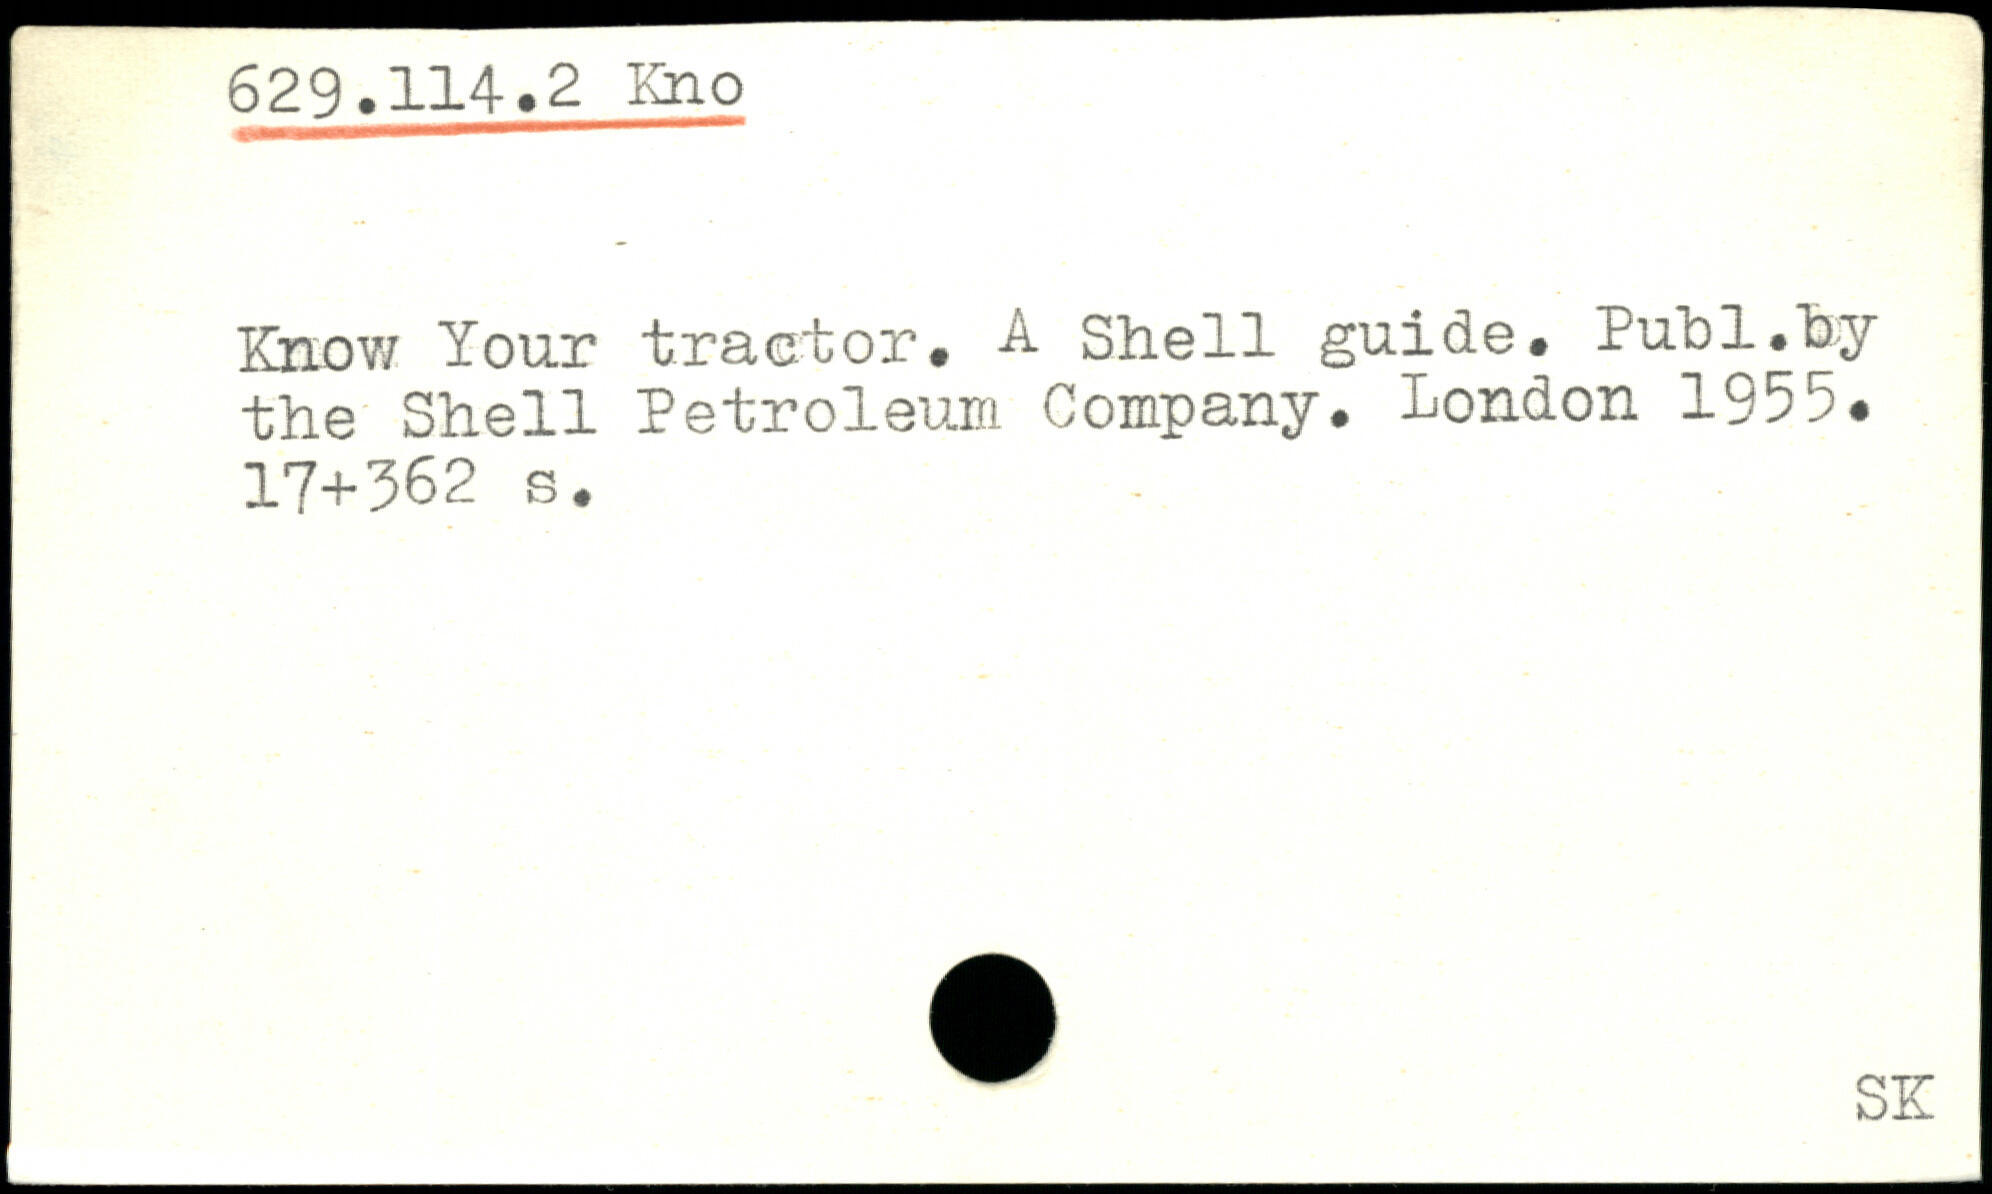 629.114.2 Kno
Know Your tractor. A Shell guide. Publ.by
the Shell Petroleum Company. London 1955.
17+362 s.
SK